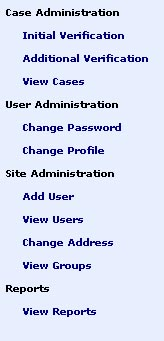 Case Administration
Initial Verification
Additional Verification
View Cases
User Administration
Change Password
Change Profile
Site Administration
Add User
View Users
Change Address
View Groups
Reports
View Reports